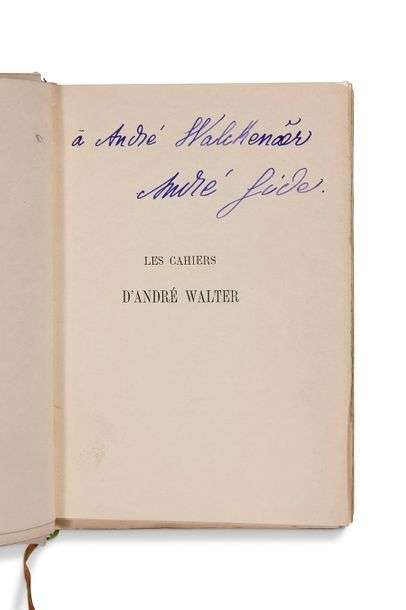 à André Walckenaër
André Gide.
LES CAHIERS
D'ANDRÉ WALTER